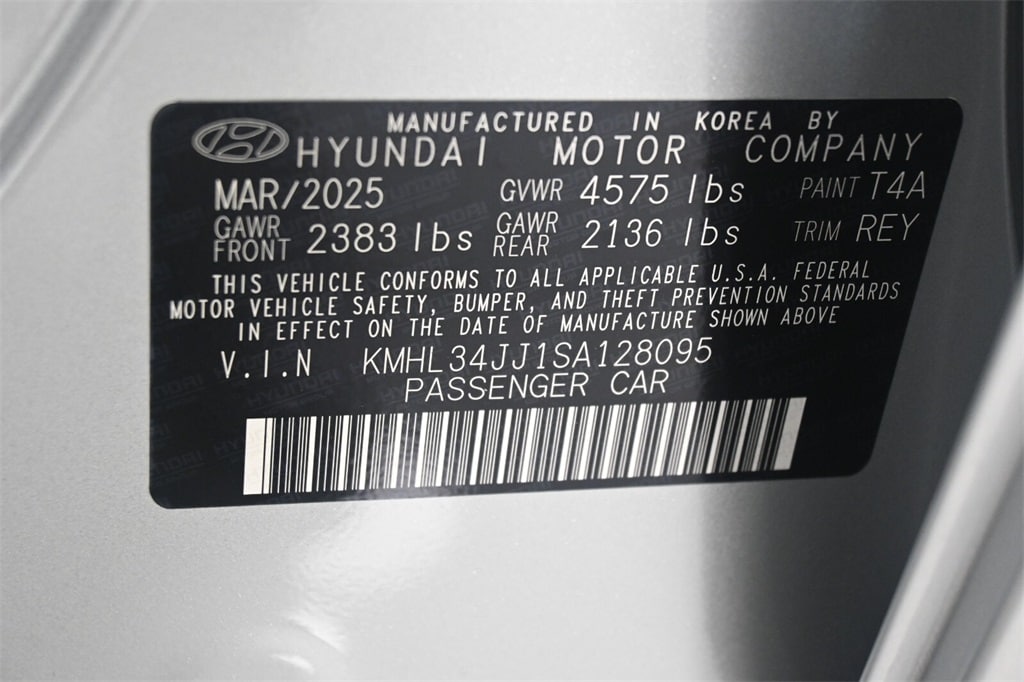 MANUFACTURED IN KOREA BY
HYUNDAI MOTOR COMPANY
MAR/2025 GVWR 4575 lbs PAINT T4A
GAWR FRONT 2383 lbs GAWR REAR 2136 lbs TRIM REY
THIS VEHICLE CONFORMS TO ALL APPLICABLE U.S.A. FEDERAL
MOTOR VEHICLE SAFETY, BUMPER, AND THEFT PREVENTION STANDARDS
IN EFFECT ON THE DATE OF MANUFACTURE SHOWN ABOVE
V.I.N KMHL34JJ1SA128095
PASSENGER CAR